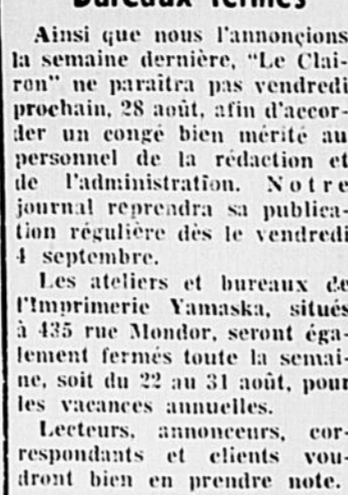 Bureaux fermés
Ainsi que nous l'annonçions
la semaine dernière, "Le Clai-
ron" ne paraîtra pas vendredi
prochain, 28 août, afin d'accor-
der un congé bien mérité au
personnel de la rédaction et
de l'administration. Notre
journal reprendra sa publica-
tion régulière dès le vendredi
4 septembre.
Les ateliers et bureaux de
l'Imprimerie Yamaska, situés
à 435 rue Mondor, seront éga-
lement fermés toute la semai-
ne, soit du 22 au 31 août, pour
les vacances annuelles.
Lecteurs, annonceurs, cor-
respondants et clients vou-
dront bien en prendre note.